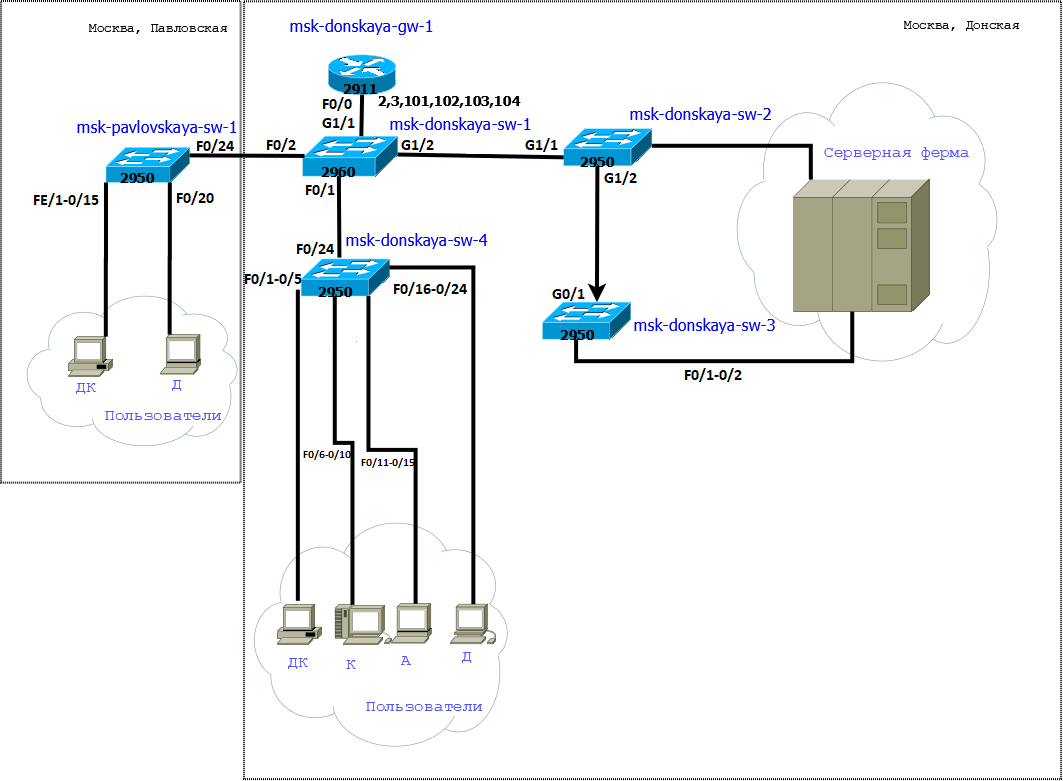 Москва, Павловская
msk-donskaya-gw-1
Москва, Донская
2911
F0/0
2,3,101,102,103,104
G1/1
msk-pavlovskaya-sw-1
msk-donskaya-sw-1
msk-donskaya-sw-2
F0/24
F0/2
G1/2
G1/1
2950
2960
2950
Серверная ферма
FE/1-0/15
F0/20
F0/1
G1/2
msk-donskaya-sw-4
F0/24
F0/1-0/5
2950
F0/16-0/24
G0/1
2950
msk-donskaya-sw-3
F0/1-0/2
ДК
Д
Пользователи
F0/6-0/10
F0/11-0/15
ДК
К
А
Д
Пользователи